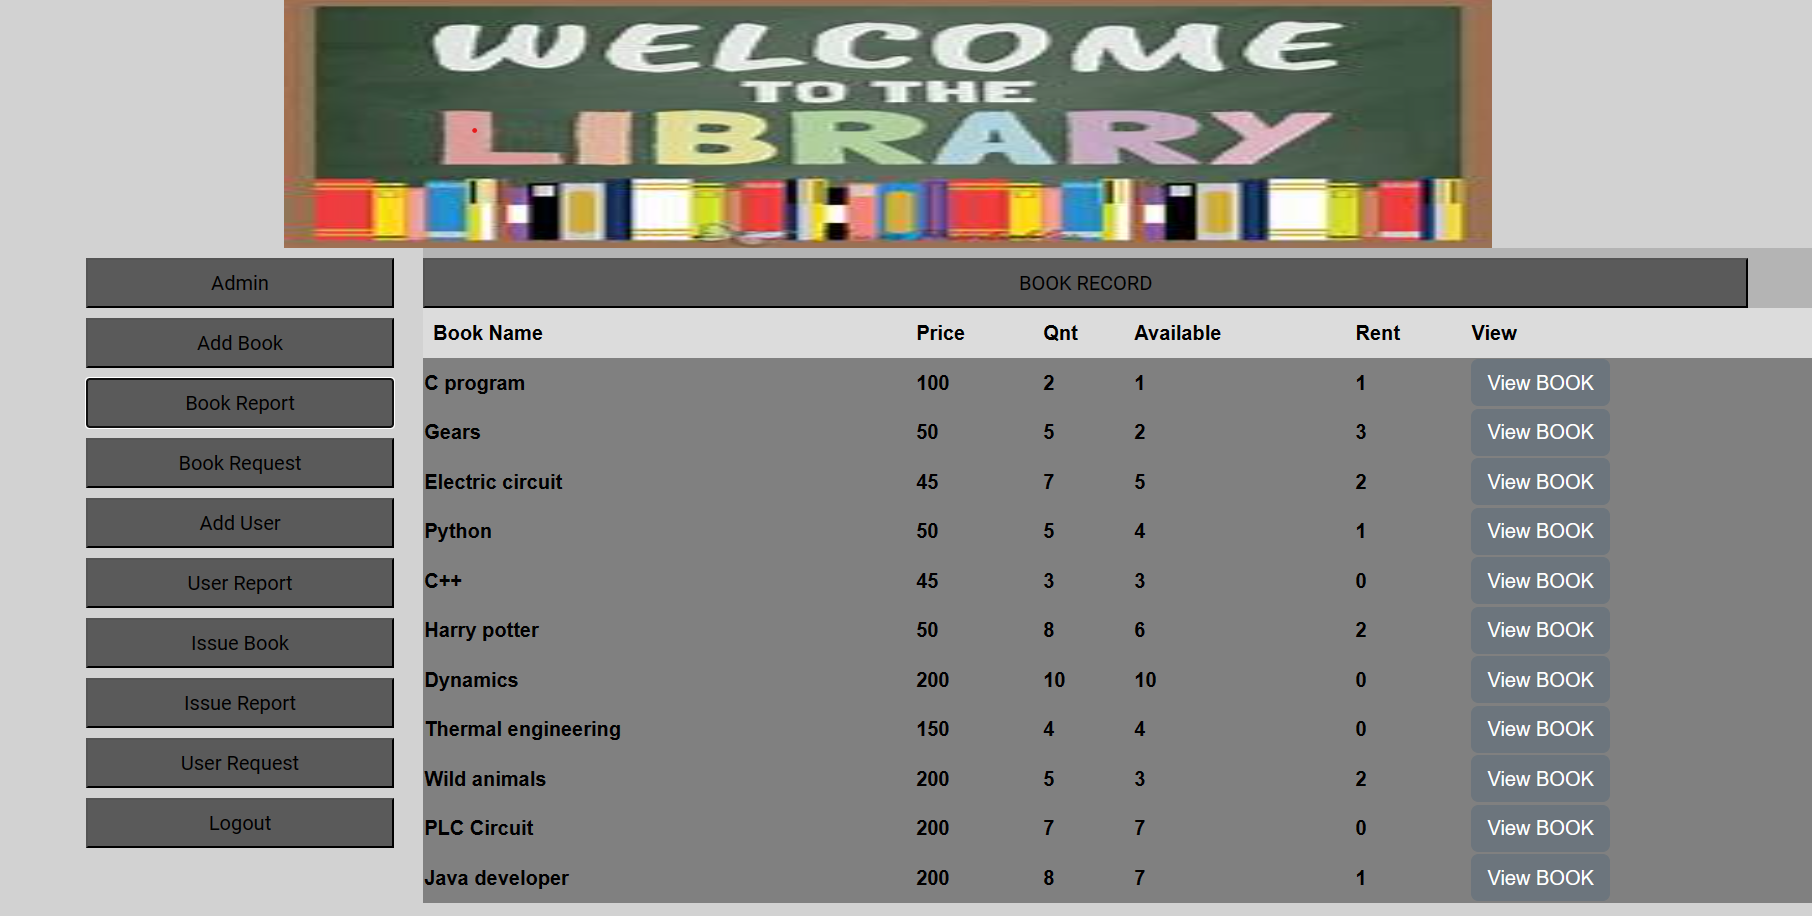 WELCOME
TO THE
LIBRARY
Admin
Add Book
Book Report
Book Request
Add User
User Report
Issue Book
Issue Report
User Request
Logout
BOOK RECORD
Book Name Price Qnt Available Rent View
C program 100 2 1 1 View BOOK
Gears 50 5 2 3 View BOOK
Electric circuit 45 7 5 2 View BOOK
Python 50 5 4 1 View BOOK
C++ 45 3 3 0 View BOOK
Harry potter 50 8 6 2 View BOOK
Dynamics 200 10 10 0 View BOOK
Thermal engineering 150 4 4 0 View BOOK
Wild animals 200 5 3 2 View BOOK
PLC Circuit 200 7 7 0 View BOOK
Java developer 200 8 7 1 View BOOK